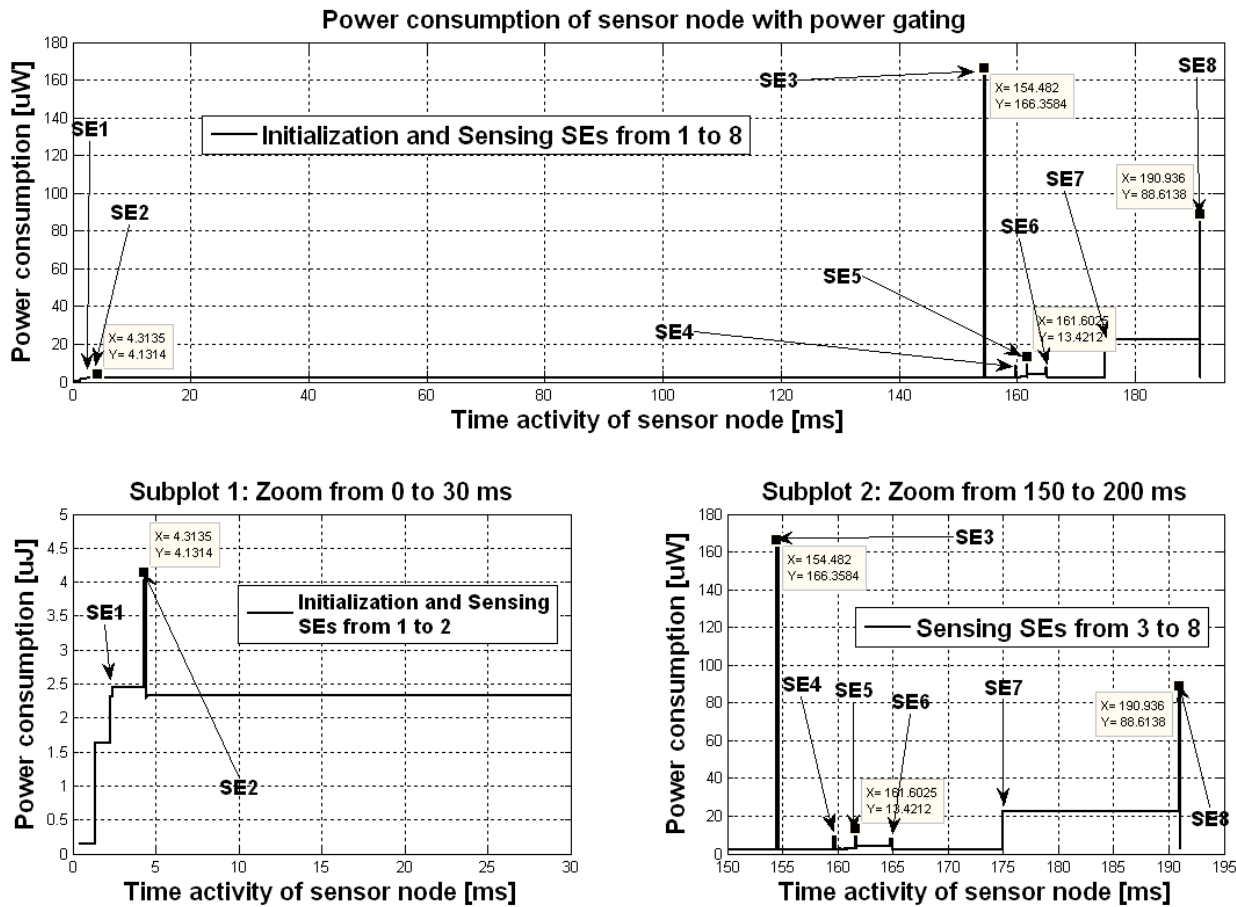 Power consumption of sensor node with power gating
Power consumption [uW]
180
160
140
120
100
80
60
40
20
0
SE1
SE2
X= 4.3135
Y= 4.1314
Initialization and Sensing SEs from 1 to 8
SE3
X= 154.482
Y= 166.3584
SE8
X= 190.936
Y= 88.6138
SE7
SE6
SE5
SE4
X= 161.6025
Y= 13.4212
0 20 40 60 80 100 120 140 160 180
Time activity of sensor node [ms]
Subplot 1: Zoom from 0 to 30 ms
Power consumption [uJ]
5
4.5
4
3.5
3
2.5
2
1.5
1
0.5
0
X= 4.3135
Y= 4.1314
SE1
Initialization and Sensing
SEs from 1 to 2
SE2
0 5 10 15 20 25 30
Time activity of sensor node [ms]
Subplot 2: Zoom from 150 to 200 ms
Power consumption [uW]
180
160
140
120
100
80
60
40
20
0
SE3
X= 154.482
Y= 166.3584
Sensing SEs from 3 to 8
SE4
SE5
SE6
SE7
X= 190.936
Y= 88.6138
X= 161.6025
Y= 13.4212
SE8
150 155 160 165 170 175 180 185 190 195
Time activity of sensor node [ms]